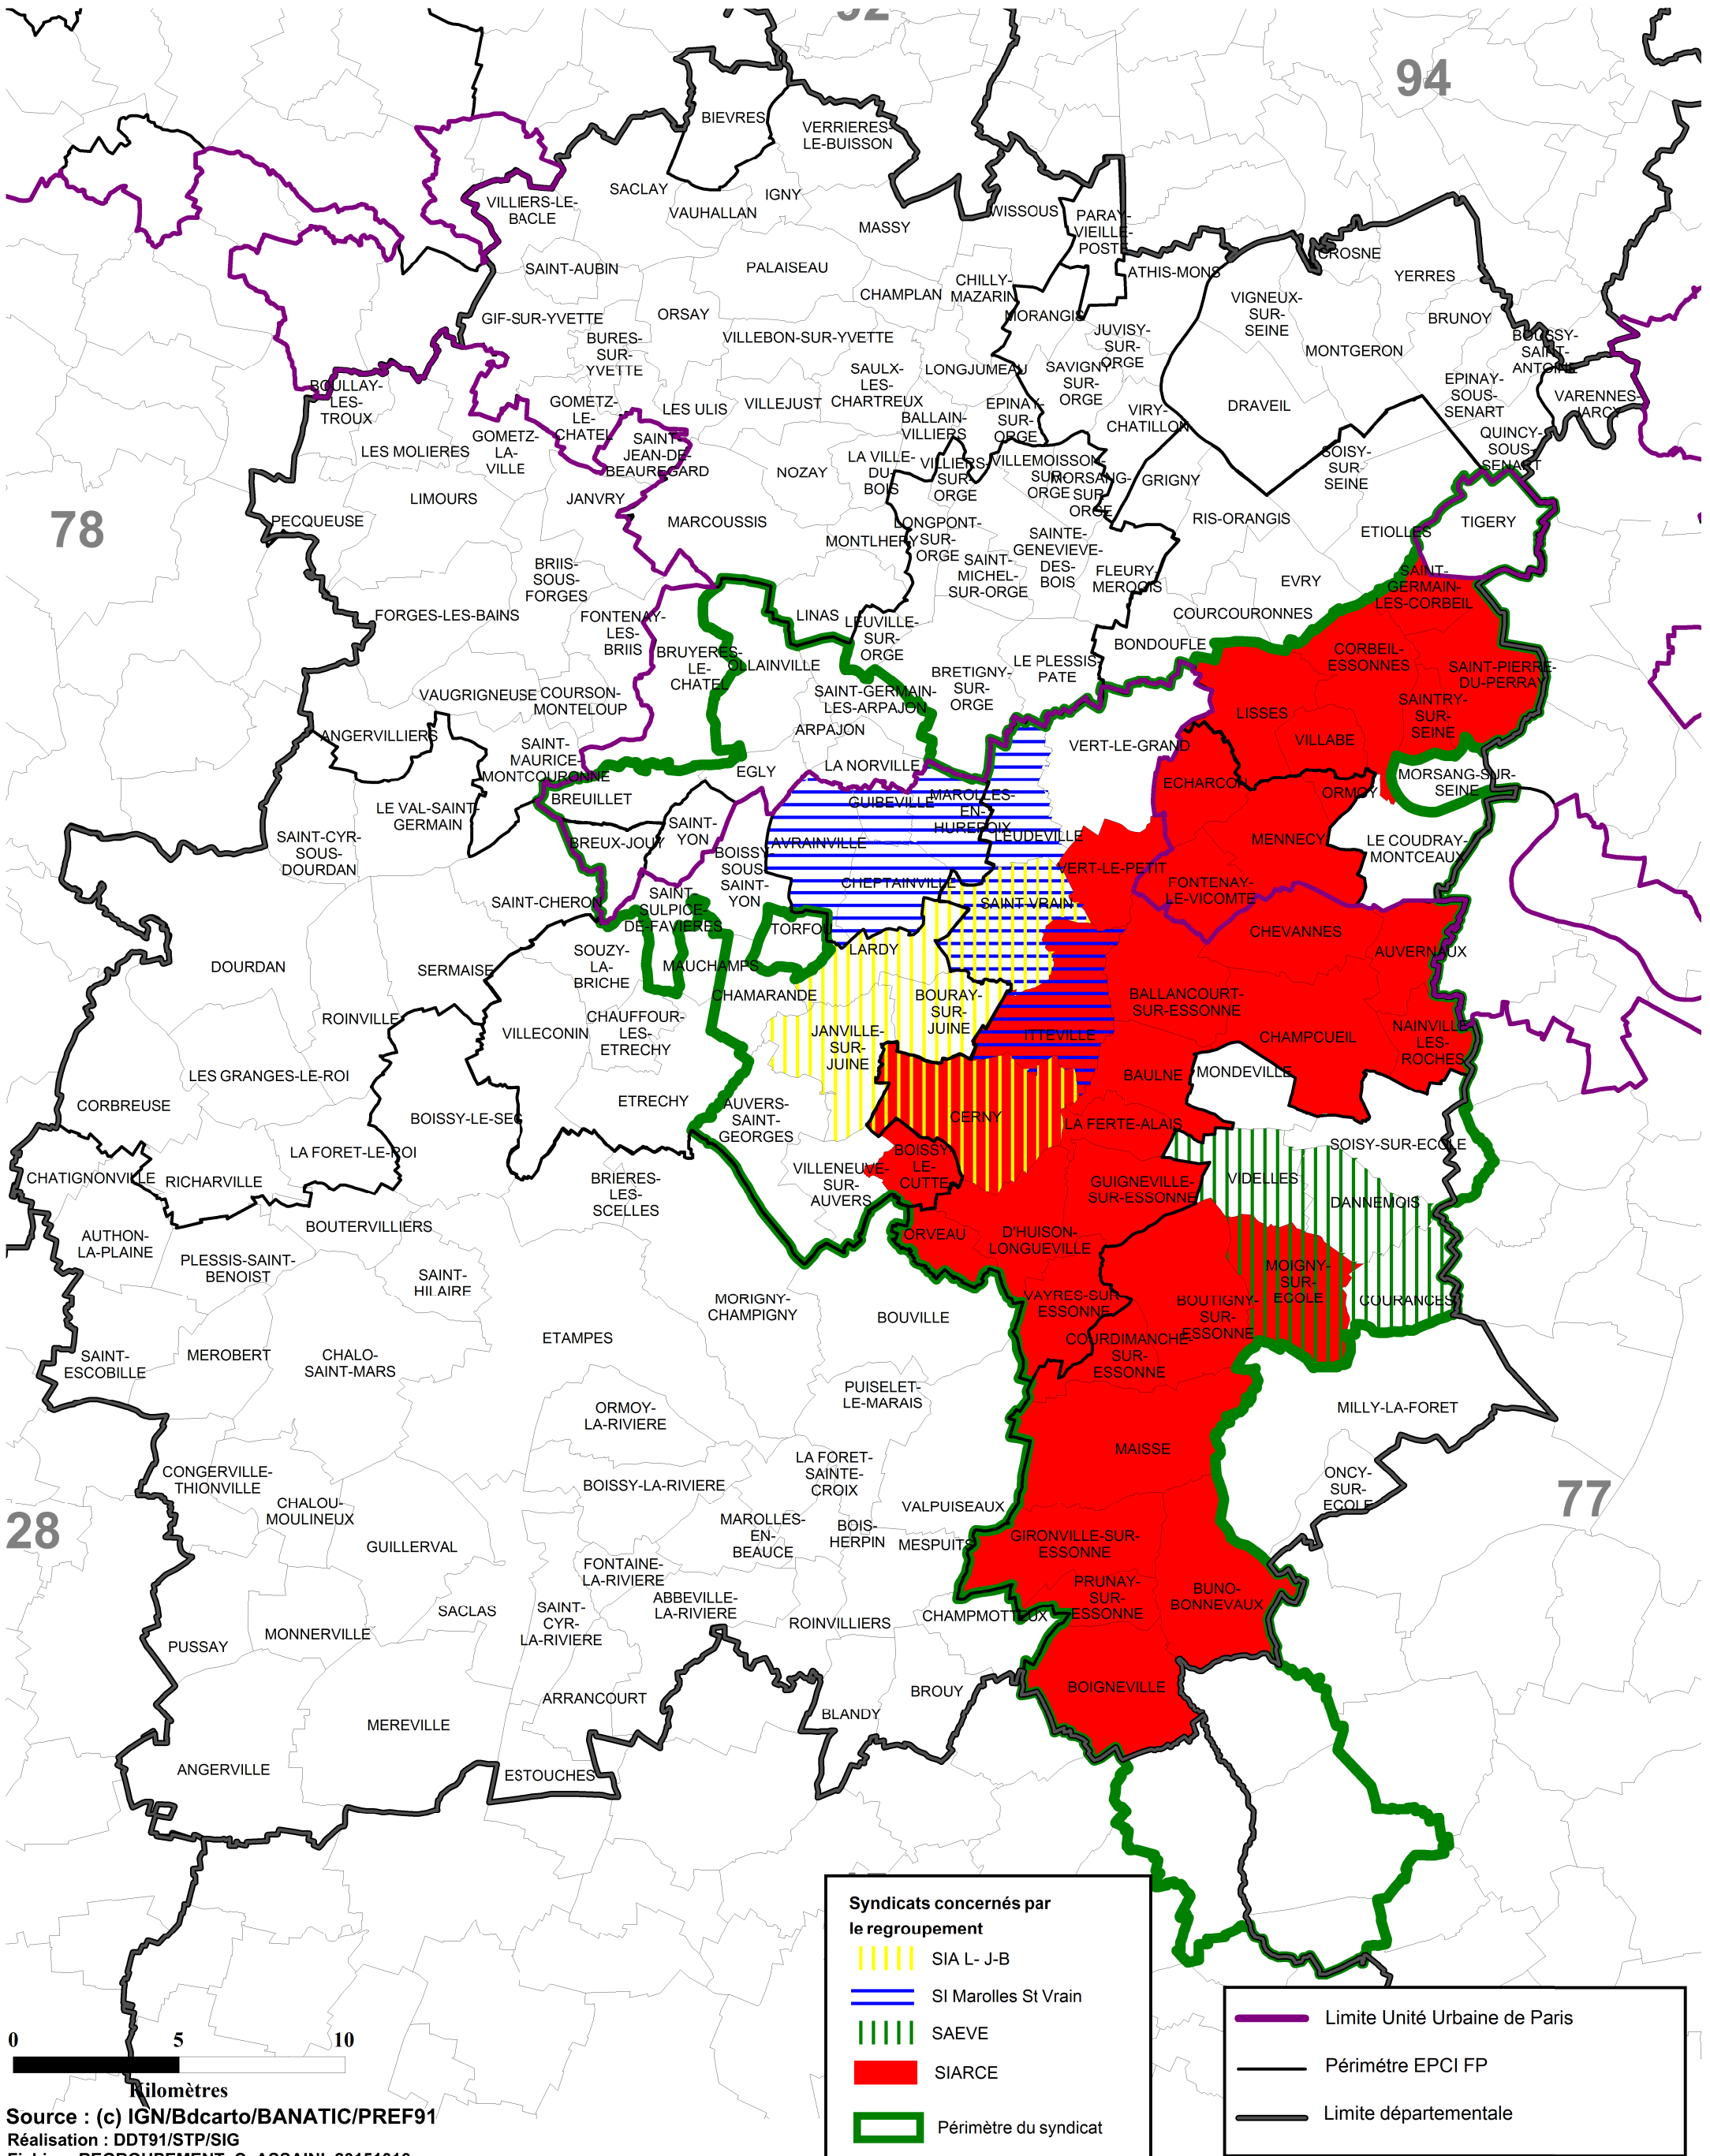 94
78
28
77
BIEVRES
VERRIERES-
LE-BUISSON
SACLAY
IGNY
VAUHALLAN
VILLIERS-LE-
BACLE
MASSY
WISSOUS
PARAY-
VIEILLE-
POSTE
ATHIS-MONS
CROSNE
YERRES
SAINT-AUBIN
PALAISEAU
CHILLY-
MAZARIN
CHAMPLAN
VIGNEUX-
SUR-
SEINE
BRUNOY
GIF-SUR-YVETTE
ORSAY
MORANGIS
JUVISY-
SUR-
ORGE
BURES-
SUR-
YVETTE
VILLEBON-SUR-YVETTE
MONTGERON
BOUSSY-
SAINT-
ANTOINE
SAULX-
LES-
CHARTREUX
LONGJUMEAU
SAVIGNY-
SUR-
ORGE
EPINAY-
SOUS-
SENART
VARENNES-
JARCY
BOULLAY-
LES-
TROUX
GOMETZ-
LE-
CHATEL
LES ULIS
VILLEJUST
BALLAIN-
VILLIERS
EPINAY-
SUR-
ORGE
VIRY-
CHATILLON
DRAVEIL
QUINCY-
SOUS-
SENART
LES MOLIERES
GOMETZ-
LA-
VILLE
SAINT-
JEAN-DE-
BEAUREGARD
NOZAY
LA VILLE-
DU-
BOIS
VILLIERS-
SUR-
ORGE
VILLEMOISSON-
SUR-
ORGE
MORSANG-
SUR-
ORGE
GRIGNY
SOISY-
SUR-
SEINE
LIMOURS
JANVRY
PECQUEUSE
MARCOUSSIS
MONTLHERY
LONGPONT-
SUR-
ORGE
SAINTE-
GENEVIEVE-
DES-
BOIS
RIS-ORANGIS
ETIOLLES
TIGERY
SAINT-
MICHEL-
SUR-ORGE
FLEURY-
MEROGIS
BRIIS-
SOUS-
FORGES
EVRY
SAINT-
GERMAIN-
LES-CORBEIL
FORGES-LES-BAINS
FONTENAY-
LES-
BRIIS
LINAS
LEUVILLE-
SUR-
ORGE
COURCOURONNES
BONDOUFLE
BRUYERES-
LE-
CHATEL
OLLAINVILLE
BRETIGNY-
SUR-
ORGE
LE PLESSIS-
PATE
CORBEIL-
ESSONNES
SAINT-PIERRE-
DU-PERRAY
VAUGRIGNEUSE
COURSON-
MONTELOUP
SAINT-GERMAIN-
LES-ARPAJON
ARPAJON
LISSES
SAINTRY-
SUR-
SEINE
ANGERVILLIERS
SAINT-
MAURICE-
MONTCOURONNE
EGLY
LA NORVILLE
VERT-LE-GRAND
VILLABE
ECHARCON
ORMOY
MORSANG-SUR-
SEINE
BREUILLET
GUIBEVILLE
MAROLLES-
EN-
HUREPOIX
LE VAL-SAINT-
GERMAIN
SAINT-CYR-
SOUS-
DOURDAN
BREUX-JOUY
SAINT-
YON
AVRAINVILLE
LEUDEVILLE
MENNECY
LE COUDRAY-
MONTCEAUX
BOISSY-
SOUS-
SAINT-
YON
CHEPTAINVILLE
VERT-LE-PETIT
FONTENAY-
LE-VICOMTE
SAINT-CHERON
SAINT-
SULPICE-
DE-FAVIERES
SAINT-VRAIN
TORFOU
LARDY
CHEVANNES
AUVERNAUX
DOURDAN
SERMAISE
SOUZY-
LA-
BRICHE
MAUCHAMPS
CHAMARANDE
BOURAY-
SUR-
JUINE
BALLANCOURT-
SUR-ESSONNE
ROINVILLE
VILLECONIN
CHAUFFOUR-
LES-
ETRECHY
JANVILLE-
SUR-
JUINE
ITTEVILLE
CHAMPCUEIL
NAINVILLE-
LES-
ROCHES
LES GRANGES-LE-ROI
BAULNE
MONDEVILLE
CORBREUSE
BOISSY-LE-SEC
ETRECHY
AUVERS-
SAINT-
GEORGES
CERNY
LA FERTE-ALAIS
SOISY-SUR-ECOLE
LA FORET-LE-ROI
CHATIGNONVILLE
RICHARVILLE
BRIERES-
LES-
SCELLES
VILLENEUVE-
SUR-
AUVERS
BOISSY-
LE-
CUTTE
GUIGNEVILLE-
SUR-ESSONNE
VIDELLES
DANNEMOIS
AUTHON-
LA-PLAINE
BOUTERVILLIERS
PLESSIS-SAINT-
BENOIST
SAINT-
HILAIRE
ORVEAU
D'HUISON-
LONGUEVILLE
MOIGNY-
SUR-
ECOLE
COURANCES
MORIGNY-
CHAMPIGNY
BOUVILLE
VAYRES-SUR-
ESSONNE
BOUTIGNY-
SUR-
ESSONNE
ETAMPES
SAINT-
ESCOBILLE
MEROBERT
CHALO-
SAINT-MARS
COURDIMANCHE-
SUR-
ESSONNE
PUISELET-
LE-MARAIS
ORMOY-
LA-RIVIERE
MILLY-LA-FORET
MAISSE
CONGERVILLE-
THIONVILLE
CHALOU-
MOULINEUX
BOISSY-LA-RIVIERE
LA FORET-
SAINTE-
CROIX
VALPUISEAUX
ONCY-
SUR-
ECOLE
GUILLERVAL
MAROLLES-
EN-
BEAUCE
BOIS-
HERPIN
MESPUITS
GIRONVILLE-SUR-
ESSONNE
FONTAINE-
LA-RIVIERE
ABBEVILLE-
LA-RIVIERE
PRUNAY-
SUR-
ESSONNE
BUNO-
BONNEVAUX
SACLAS
SAINT-
CYR-
LA-RIVIERE
ROINVILLIERS
CHAMPMOTTEUX
PUSSAY
MONNERVILLE
BOIGNEVILLE
BROUY
ARRANCOURT
BLANDY
MEREVILLE
ANGERVILLE
ESTOUCHES
Syndicats concernés par
le regroupement
SIA L- J-B
SI Marolles St Vrain
SAEVE
SIARCE
Périmètre du syndicat
Limite Unité Urbaine de Paris
Périmétre EPCI FP
Limite départementale
0 5 10
Kilomètres
Source : (c) IGN/Bdcarto/BANATIC/PREF91
Réalisation : DDT91/STP/SIG